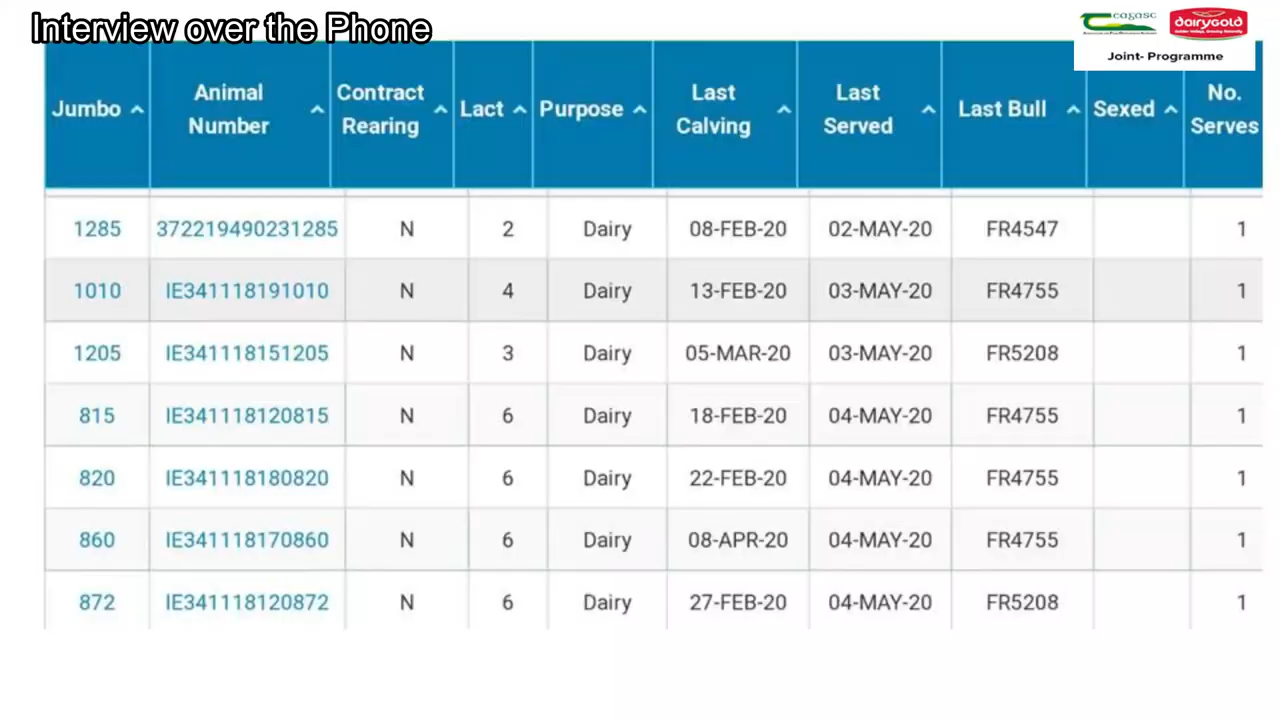 Interview over the Phone
eagasc
dairygold
Joint- Programme
Jumbo Animal Number Contract Rearing Lact Purpose Last Calving Last Served Last Bull Sexed No. Serves
1285 372219490231285 N 2 Dairy 08-FEB-20 02-MAY-20 FR4547 1
1010 IE341118191010 N 4 Dairy 13-FEB-20 03-MAY-20 FR4755 1
1205 IE341118151205 N 3 Dairy 05-MAR-20 03-MAY-20 FR5208 1
815 IE341118120815 N 6 Dairy 18-FEB-20 04-MAY-20 FR4755 1
820 IE341118180820 N 6 Dairy 22-FEB-20 04-MAY-20 FR4755 1
860 IE341118170860 N 6 Dairy 08-APR-20 04-MAY-20 FR4755 1
872 IE341118120872 N 6 Dairy 27-FEB-20 04-MAY-20 FR5208 1